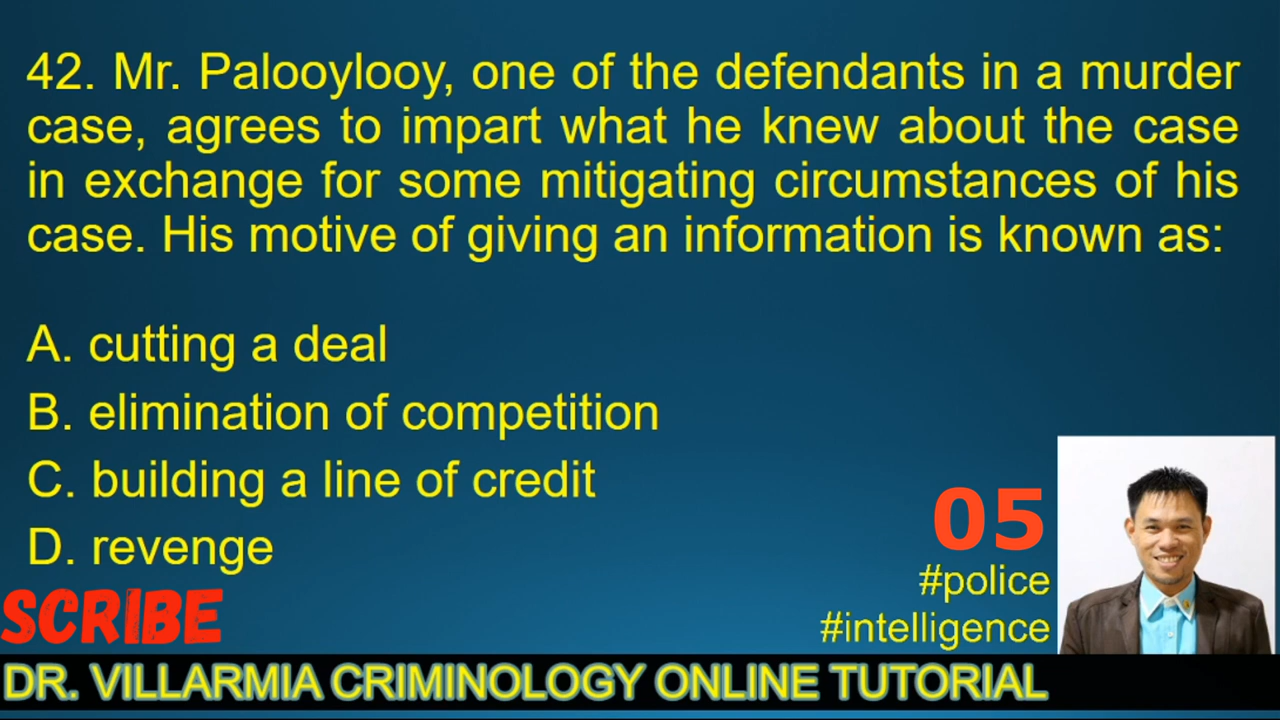 42. Mr. Palooylooy, one of the defendants in a murder
case, agrees to impart what he knew about the case
in exchange for some mitigating circumstances of his
case. His motive of giving an information is known as:
A. cutting a deal
B. elimination of competition
C. building a line of credit
D. revenge
05
#police
#intelligence
SCRIBE
DR. VILLARMIA CRIMINOLOGY ONLINE TUTORIAL